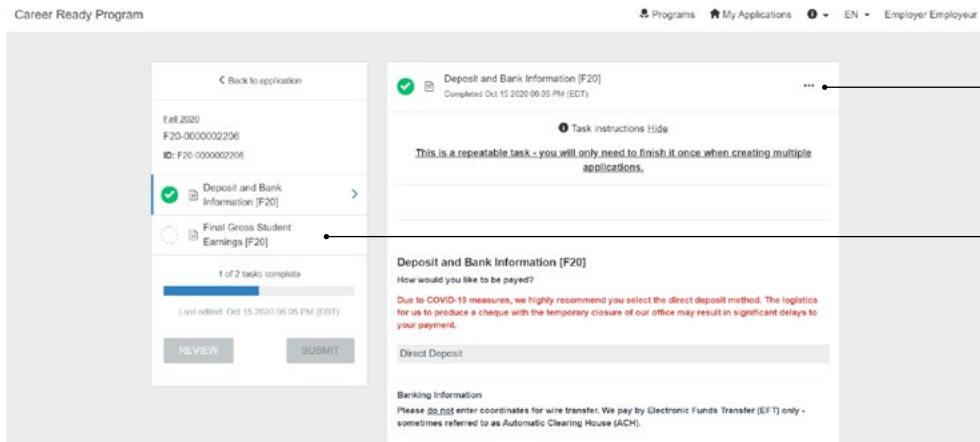 Career Ready Program
Programs My Applications EN Employer Employeur
Back to application
Fall 2020
F20-0000002206
ID: F20-0000002206
Deposit and Bank
Information [F20]
Final Gross Student
Earnings [F20]
1 of 2 tasks complete
Last edited: Oct 15 2020 06:05 PM (EDT)
REVIEW SUBMIT
Deposit and Bank Information [F20]
Completed Oct 15 2020 06:05 PM (EDT)
...
Task instructions Hide
This is a repeatable task - you will only need to finish it once when creating multiple
applications.
Deposit and Bank Information [F20]
How would you like to be payed?
Due to COVID-19 measures, we highly recommend you select the direct deposit method. The logistics
for us to produce a cheque with the temporary closure of our office may result in significant delays to
your payment.
Direct Deposit
Banking Information
Please do not enter coordinates for wire transfer. We pay by Electronic Funds Transfer (EFT) only -
sometimes referred to as Automatic Clearing House (ACH).